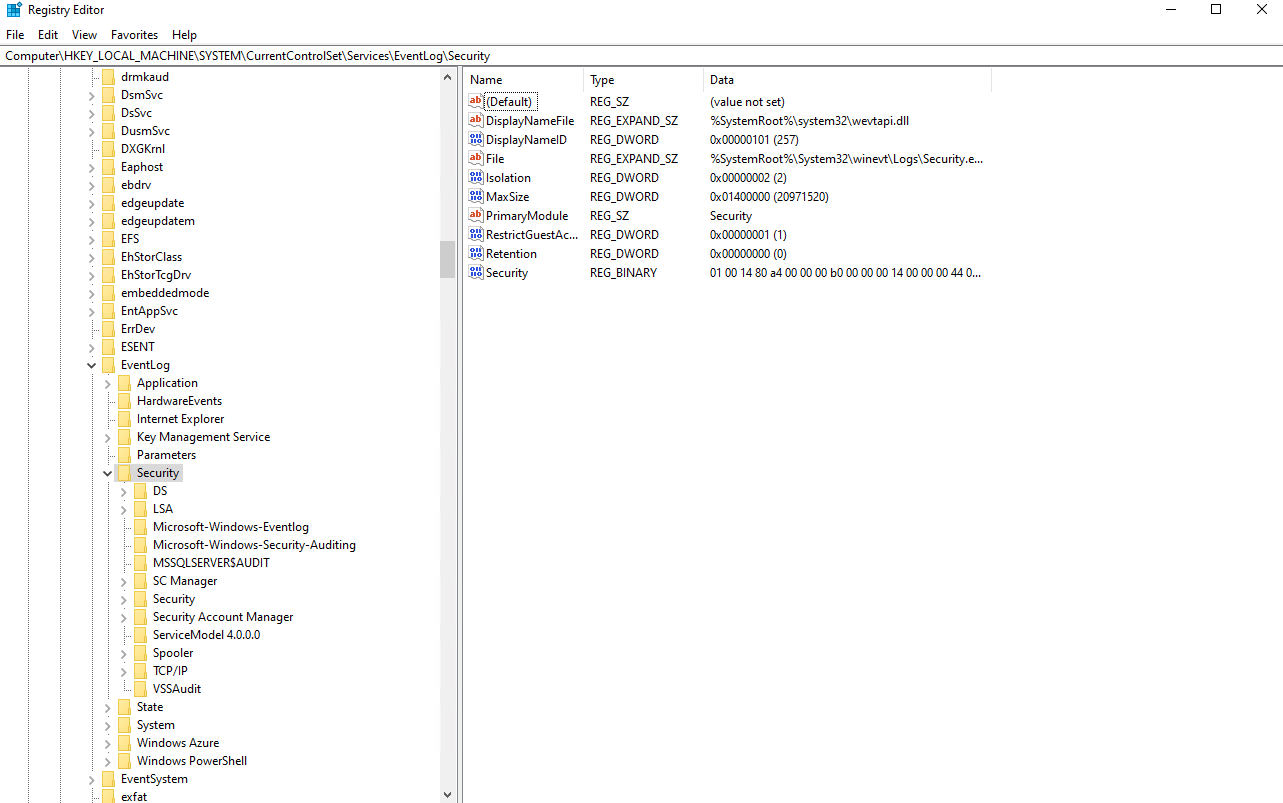 Registry Editor
File Edit View Favorites Help
Computer\HKEY_LOCAL_MACHINE\SYSTEM\CurrentControlSet\Services\EventLog\Security
drmkaud
DsmSvc
DsSvc
DusmSvc
DXGKrnl
Eaphost
ebdrv
edgeupdate
edgeupdatem
EFS
EhStorClass
EhStorTcgDrv
embeddedmode
EntAppSvc
ErrDev
ESENT
EventLog
Application
HardwareEvents
Internet Explorer
Key Management Service
Parameters
Security
DS
LSA
Microsoft-Windows-Eventlog
Microsoft-Windows-Security-Auditing
MSSQLSERVER$AUDIT
SC Manager
Security
Security Account Manager
ServiceModel 4.0.0.0
Spooler
TCP/IP
VSSAudit
State
System
Windows Azure
Windows PowerShell
EventSystem
exfat
Name Type Data
(Default) REG_SZ (value not set)
DisplayNameFile REG_EXPAND_SZ %SystemRoot%\system32\wevtapi.dll
DisplayNameID REG_DWORD 0x00000101 (257)
File REG_EXPAND_SZ %SystemRoot%\System32\winevt\Logs\Security.e...
Isolation REG_DWORD 0x00000002 (2)
MaxSize REG_DWORD 0x01400000 (20971520)
PrimaryModule REG_SZ Security
RestrictGuestAc... REG_DWORD 0x00000001 (1)
Retention REG_DWORD 0x00000000 (0)
Security REG_BINARY 01 00 14 80 a4 00 00 00 b0 00 00 00 14 00 00 00 44 0...